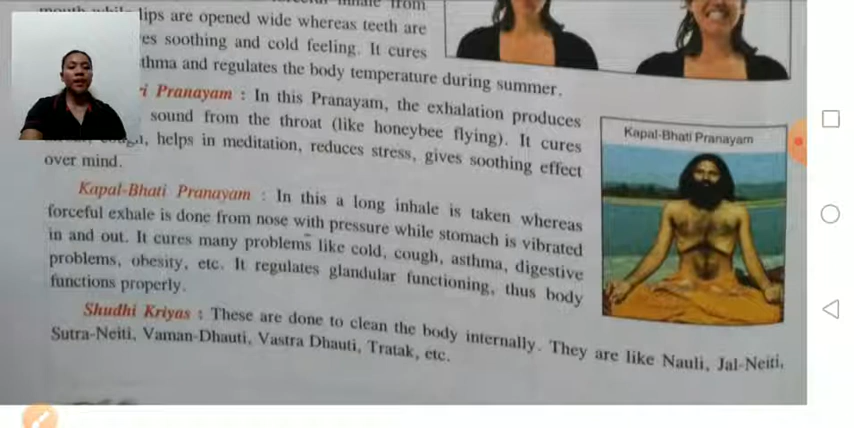 lips are opened wide whereas teeth are
es soothing and cold feeling. It cures
thma and regulates the body temperature during summer.
ri Pranayam : In this Pranayam, the exhalation produces
sound from the throat (like honeybee flying). It cures
helps in meditation, reduces stress, gives soothing effect
over mind.
Kapal-Bhati Pranayam
Kapal-Bhati Pranayam : In this a long inhale is taken whereas
forceful exhale is done from nose with pressure while stomach is vibrated
in and out. It cures many problems like cold, cough, asthma, digestive
problems, obesity, etc. It regulates glandular functioning, thus body
functions properly.
Shudhi Kriyas : These are done to clean the body internally. They are like Nauli, Jal-Neiti,
Sutra-Neiti, Vaman-Dhauti, Vastra Dhauti, Tratak, etc.